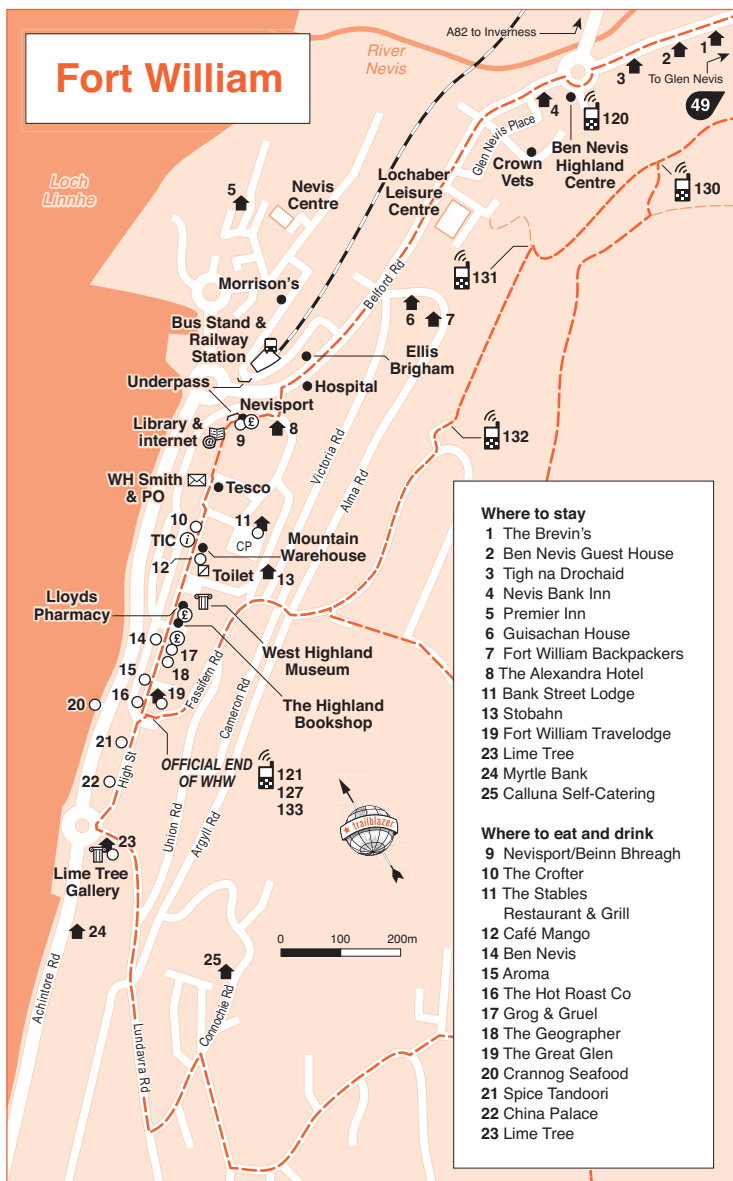 Fort William
A82 to Inverness
River
Nevis
1
2
3
To Glen Nevis
49
4
120
Glen Nevis Place
Ben Nevis
Highland
Centre
Crown
Vets
130
Loch
Linnhe
5
Nevis
Centre
Lochaber
Leisure
Centre
131
Morrison's
Belford Rd
Bus Stand &
Railway
Station
6
7
Ellis
Brigham
Underpass
Hospital
Nevisport
Library &
internet
@
9
£
8
132
Victoria Rd
Alma Rd
WH Smith
& PO
Tesco
10
11
TIC
i
CP
Mountain
Warehouse
12
Toilet
13
Lloyds
Pharmacy
£
14
£
17
18
West Highland
Museum
15
Fassifern Rd
Cameron Rd
The Highland
Bookshop
16
19
20
21
High St
OFFICIAL END
OF WHW
121
127
133
22
Union Rd
Argyll Rd
trailblazer
23
Lime Tree
Gallery
24
0
100
200m
25
Achintore Rd
Connochie Rd
Lundavra Rd
Where to stay
1 The Brevin's
2 Ben Nevis Guest House
3 Tigh na Drochaid
4 Nevis Bank Inn
5 Premier Inn
6 Guisachan House
7 Fort William Backpackers
8 The Alexandra Hotel
11 Bank Street Lodge
13 Stobahn
19 Fort William Travelodge
23 Lime Tree
24 Myrtle Bank
25 Calluna Self-Catering
Where to eat and drink
9 Nevisport/Beinn Bhreagh
10 The Crofter
11 The Stables
Restaurant & Grill
12 Café Mango
14 Ben Nevis
15 Aroma
16 The Hot Roast Co
17 Grog & Gruel
18 The Geographer
19 The Great Glen
20 Crannog Seafood
21 Spice Tandoori
22 China Palace
23 Lime Tree